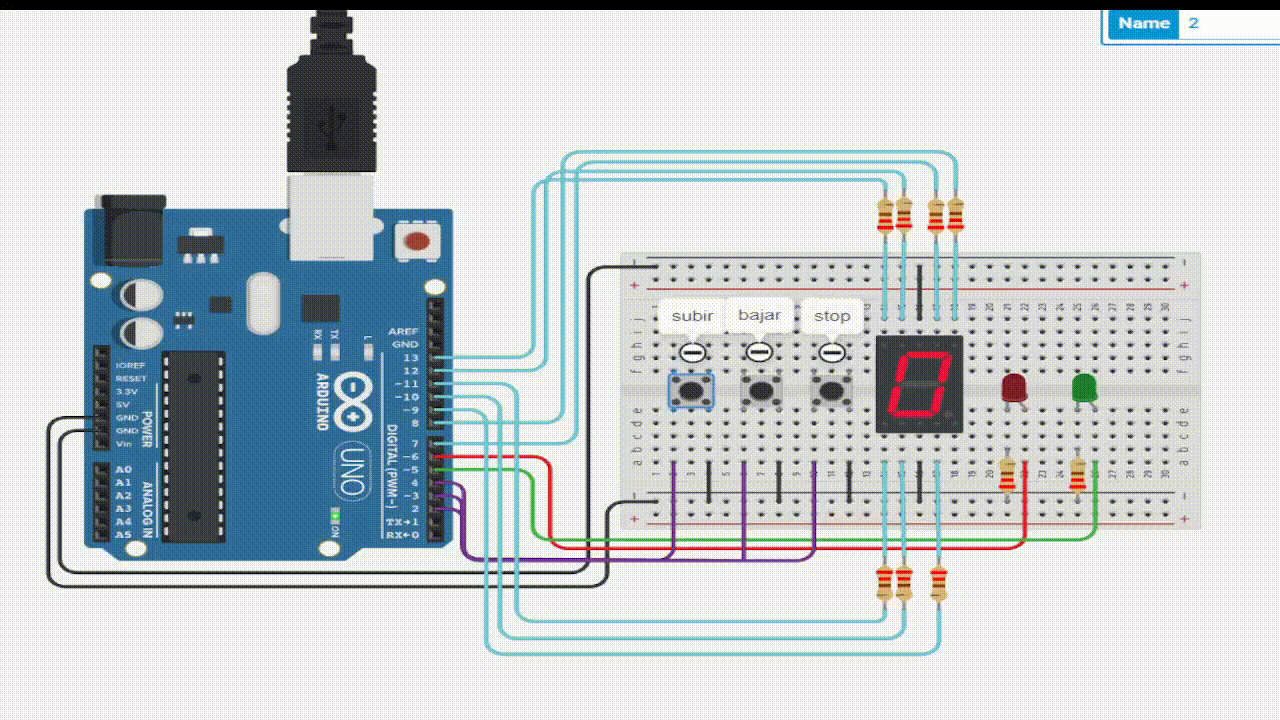 Name 2
subir
bajar
stop
AREF
GND
13
12
~11
~10
~9
8
7
~6
~5
4
~3
2
TX→1
RX←0
DIGITAL (PWM~)
IOREF
RESET
3.3V
5V
GND
GND
Vin
POWER
A0
A1
A2
A3
A4
A5
ANALOG IN
RX
TX
L
ARDUINO
UNO
ON
j
i
h
g
f
e
d
c
b
a